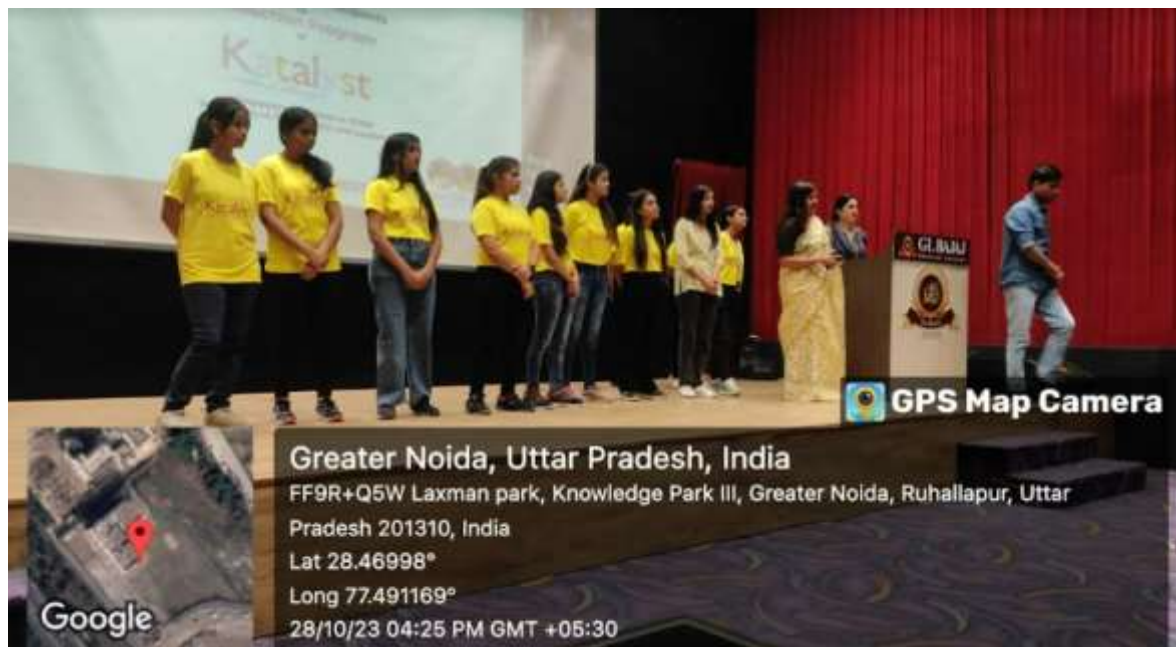 Katalyst
Katalyst
GL BAJAJ
GPS Map Camera
Greater Noida, Uttar Pradesh, India
FF9R+Q5W Laxman park, Knowledge Park III, Greater Noida, Ruhallapur, Uttar
Pradesh 201310, India
Lat 28.46998°
Long 77.491169°
28/10/23 04:25 PM GMT +05:30
Google